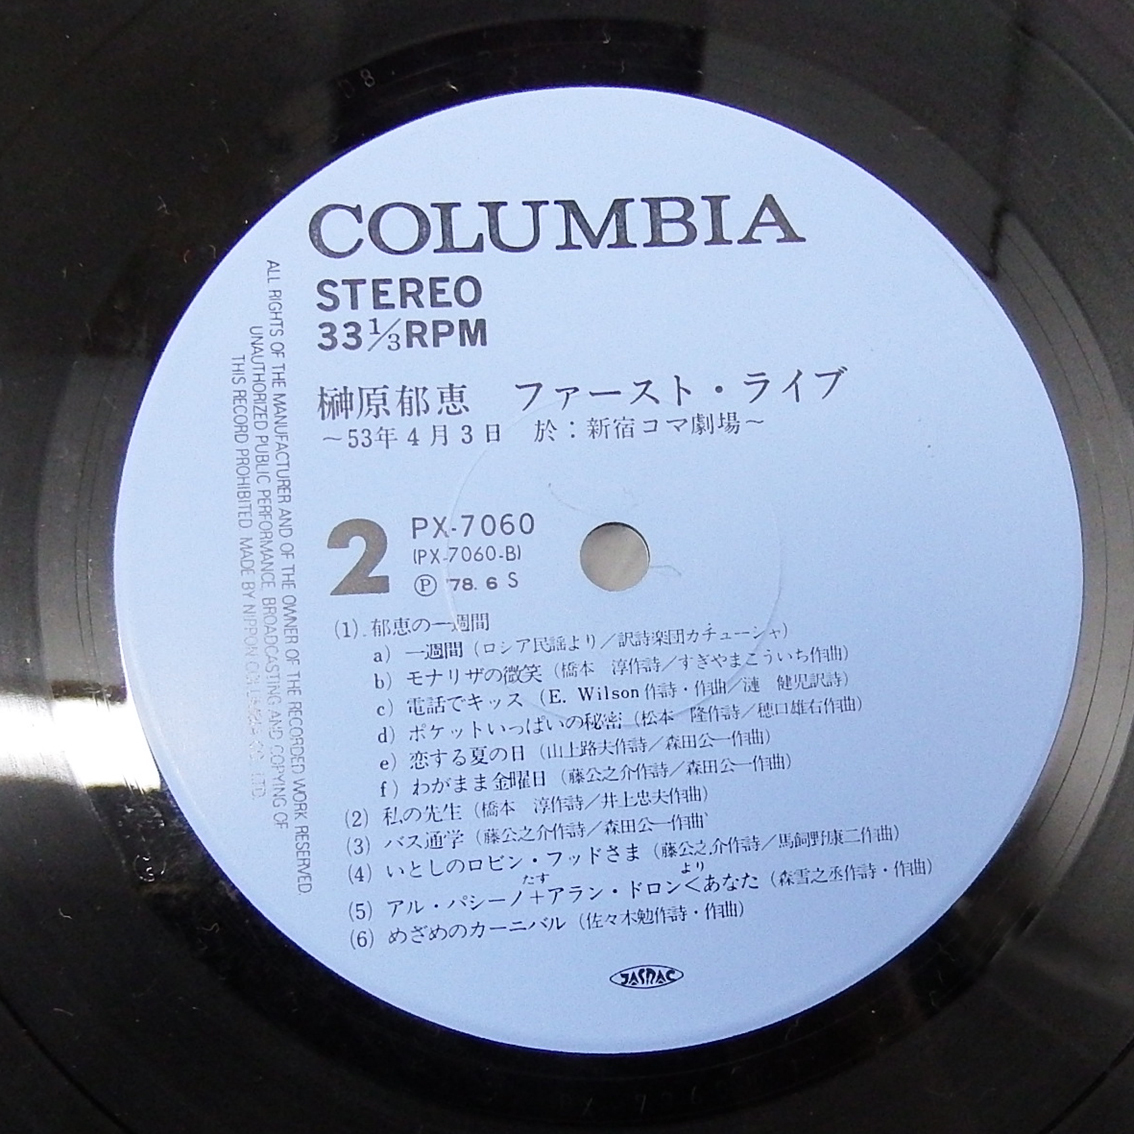 COLUMBIA
STEREO
33 1/3 RPM
榊原郁恵　ファースト・ライブ
～53年4月3日　於：新宿コマ劇場～
2
PX-7060
(PX-7060-B)
Ⓟ '78. 6 S
(1). 郁恵の一週間
a) 一週間 (ロシア民謡より／訳詩楽団カチューシャ)
b) モナリザの微笑 (橋本　淳作詩／すぎやまこういち作曲)
c) 電話でキッス (E. Wilson作詩・作曲／漣　健児訳詩)
d) ポケットいっぱいの秘密 (松本　隆作詩／穂口雄右作曲)
e) 恋する夏の日 (山上路夫作詩／森田公一作曲)
f) わがまま金曜日 (藤公之介作詩／森田公一作曲)
(2) 私の先生 (橋本　淳作詩／井上忠夫作曲)
(3) バス通学 (藤公之介作詩／森田公一作曲)
(4) いとしのロビン・フッドさま (藤公之介作詩／馬飼野康二作曲)
たす　より
(5) アル・パシーノ＋アラン・ドロン＜あなた (森雪之丞作詩・作曲)
(6) めざめのカーニバル (佐々木勉作詩・作曲)
JASRAC
ALL RIGHTS OF THE MANUFACTURER AND OF THE OWNER OF THE RECORDED WORK RESERVED.
UNAUTHORIZED PUBLIC PERFORMANCE, BROADCASTING AND COPYING OF
THIS RECORD PROHIBITED MADE BY NIPPON COLUMBIA CO., LTD.